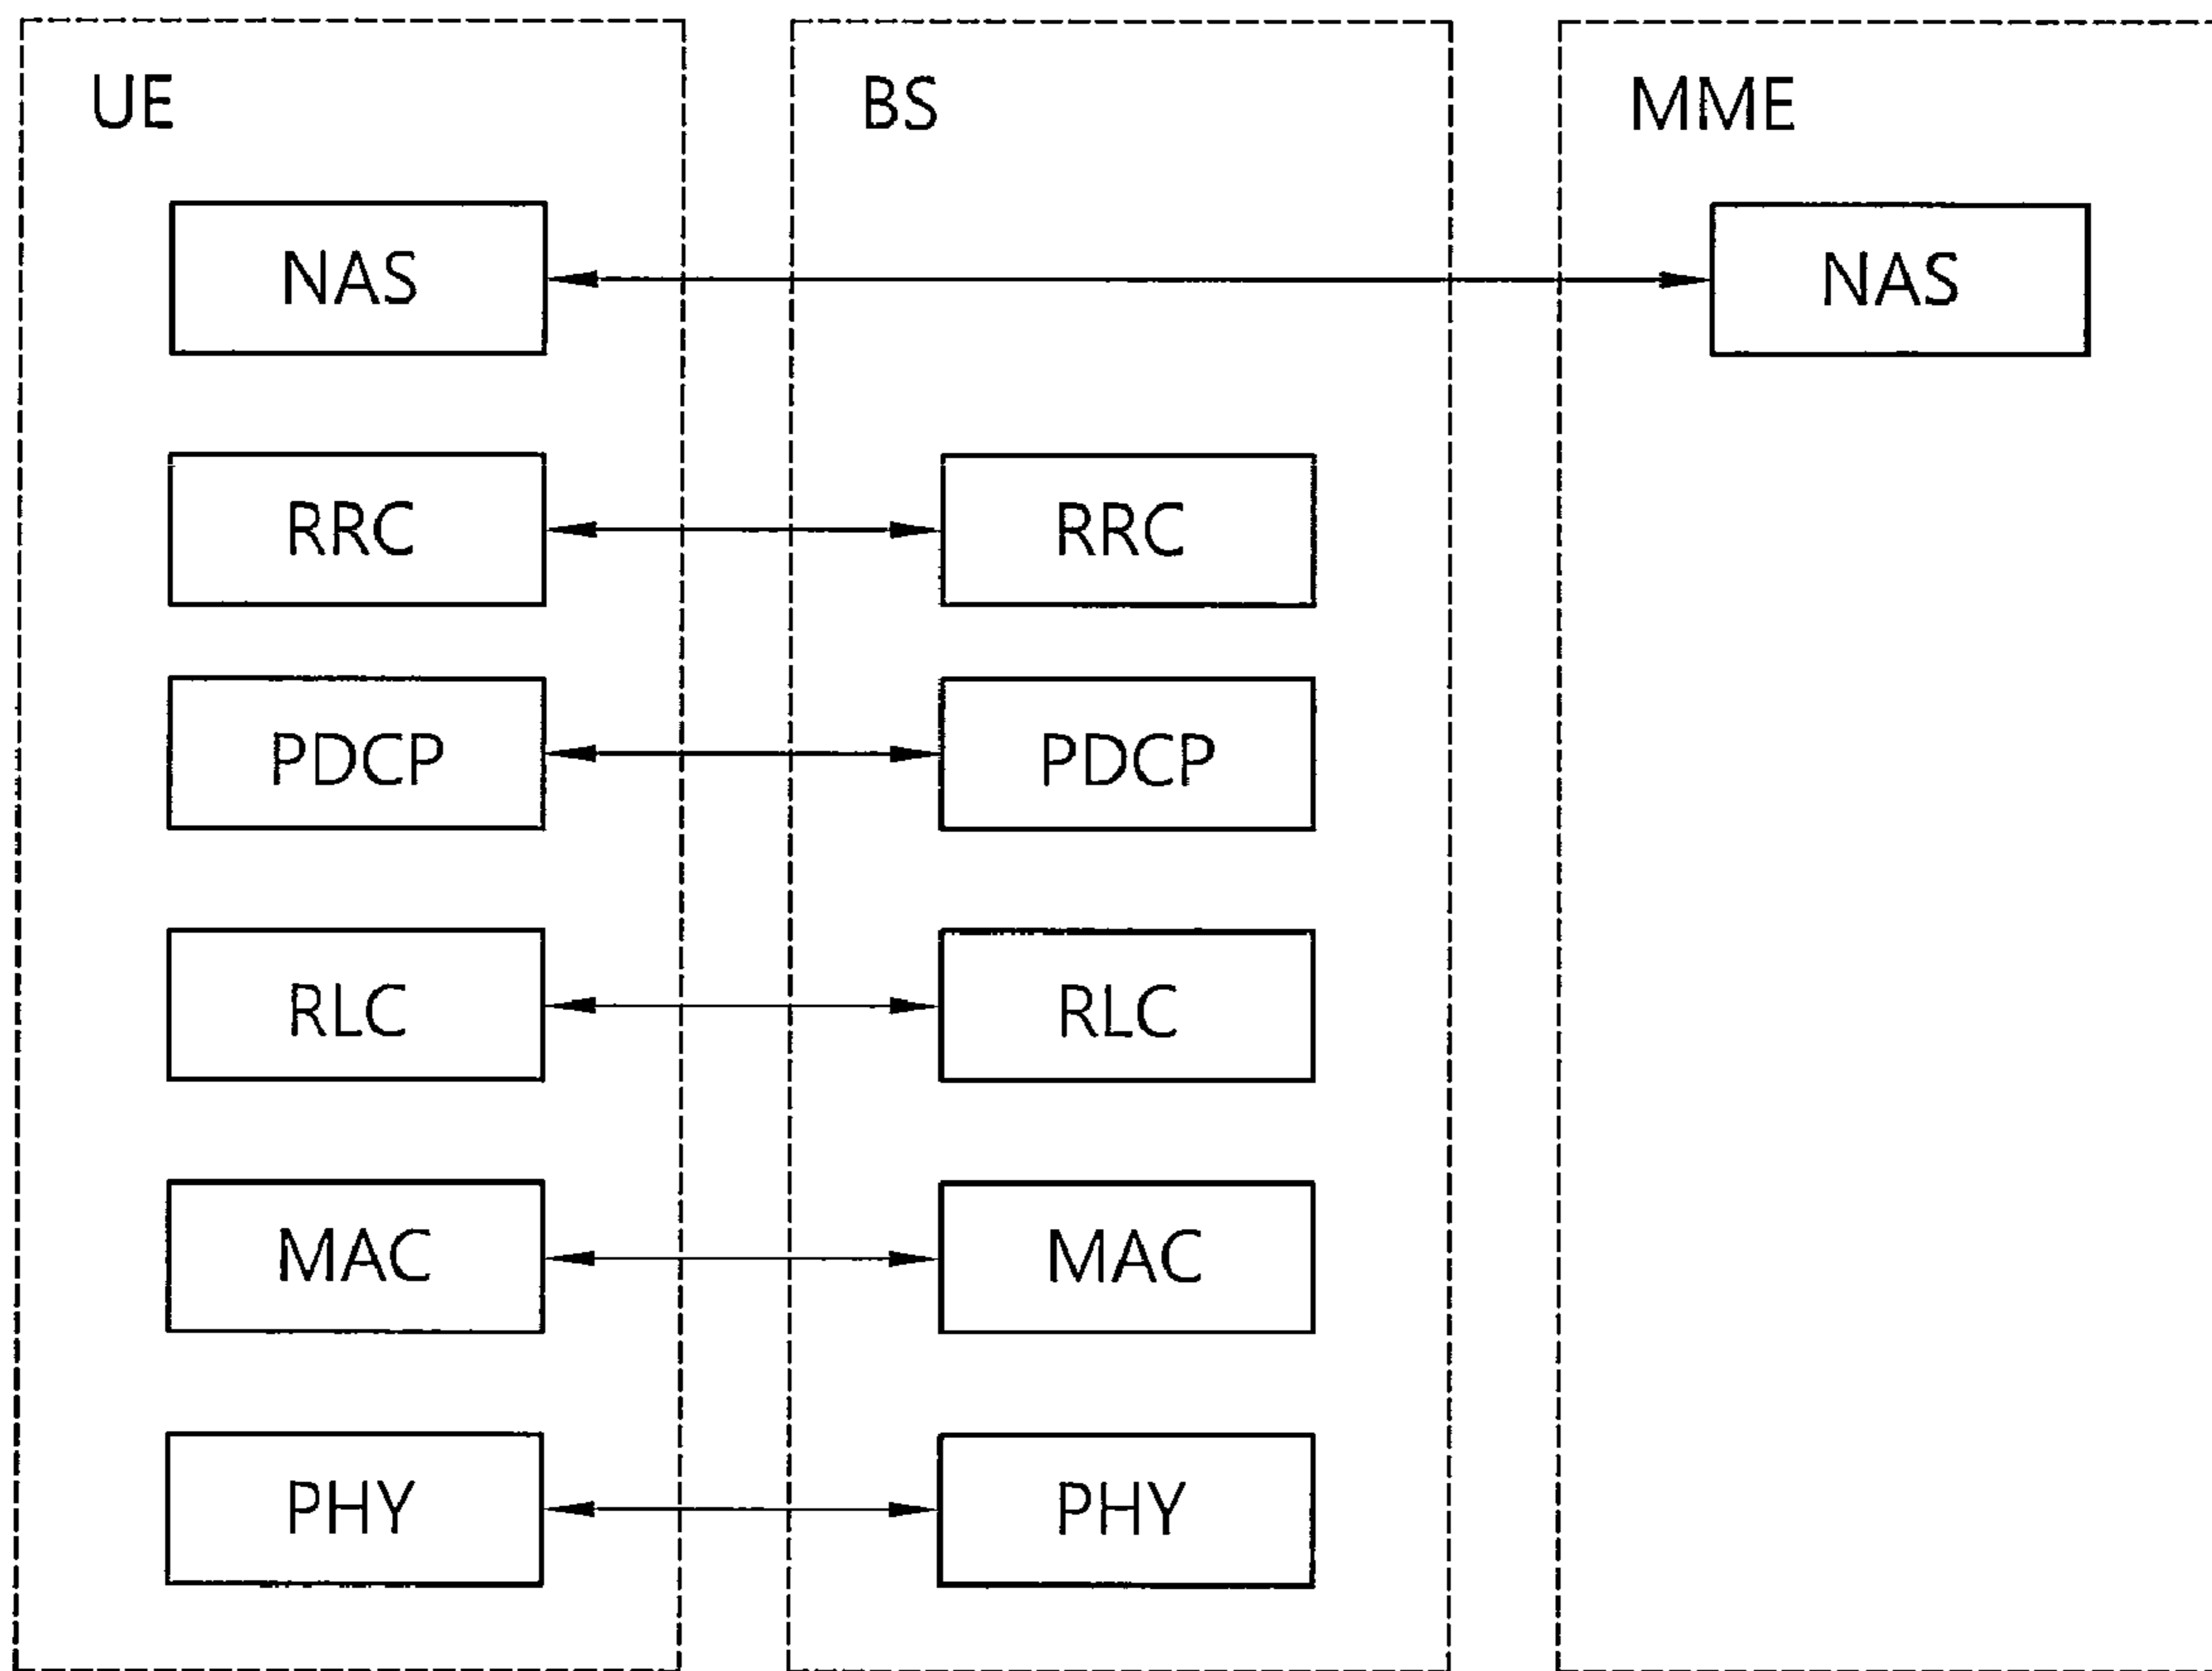 UE BS MME
NAS NAS
RRC RRC
PDCP PDCP
RLC RLC
MAC MAC
PHY PHY